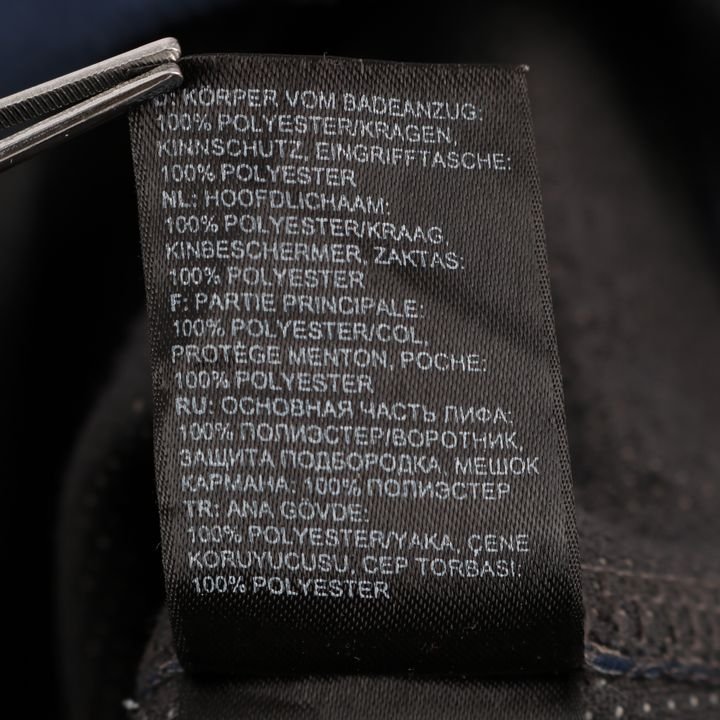 D: KÖRPER VOM BADEANZUG:
100% POLYESTER/KRAGEN,
KINNSCHUTZ, EINGRIFFTASCHE:
100% POLYESTER
NL: HOOFDLICHAAM:
100% POLYESTER/KRAAG,
KINBESCHERMER, ZAKTAS:
100% POLYESTER
F: PARTIE PRINCIPALE:
100% POLYESTER/COL,
PROTÈGE MENTON, POCHE:
100% POLYESTER
RU: ОСНОВНАЯ ЧАСТЬ ЛИФА:
100% ПОЛИЭСТЕР/ВОРОТНИК,
ЗАЩИТА ПОДБОРОДКА, МЕШОК
КАРМАНА: 100% ПОЛИЭСТЕР
TR: ANA GÖVDE:
100% POLYESTER/YAKA, ÇENE
KORUYUCUSU, CEP TORBASI:
100% POLYESTER